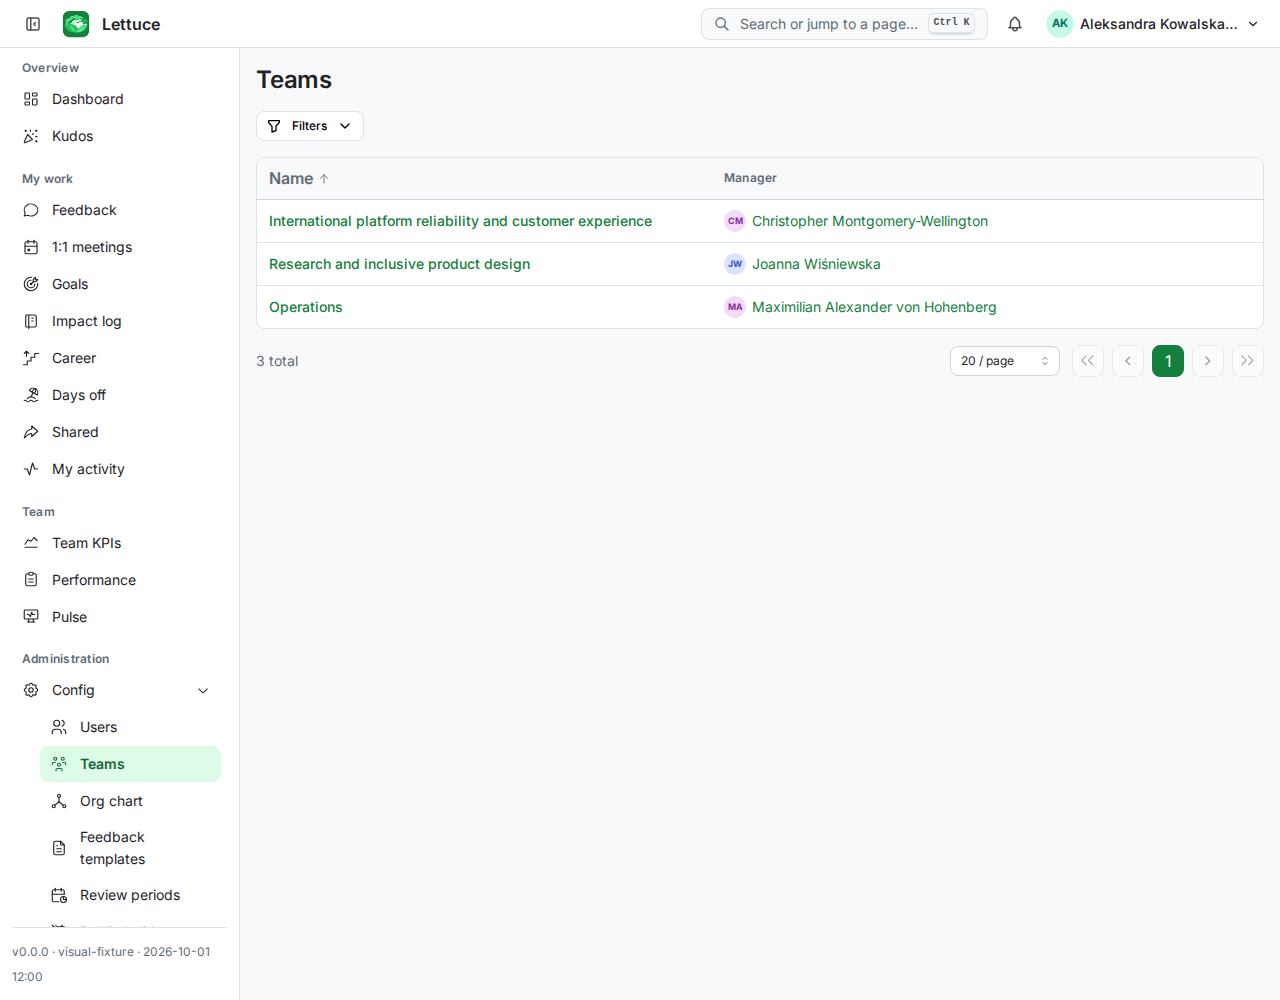 Lettuce
Search or jump to a page...
Ctrl K
AK
Aleksandra Kowalska...
Overview
Dashboard
Kudos
My work
Feedback
1:1 meetings
Goals
Impact log
Career
Days off
Shared
My activity
Team
Team KPIs
Performance
Pulse
Administration
Config
Users
Teams
Org chart
Feedback
templates
Review periods
v0.0.0 · visual-fixture · 2026-10-01
12:00
Teams
Filters
Name
Manager
International platform reliability and customer experience
CM Christopher Montgomery-Wellington
Research and inclusive product design
JW Joanna Wiśniewska
Operations
MA Maximilian Alexander von Hohenberg
3 total
20 / page
1